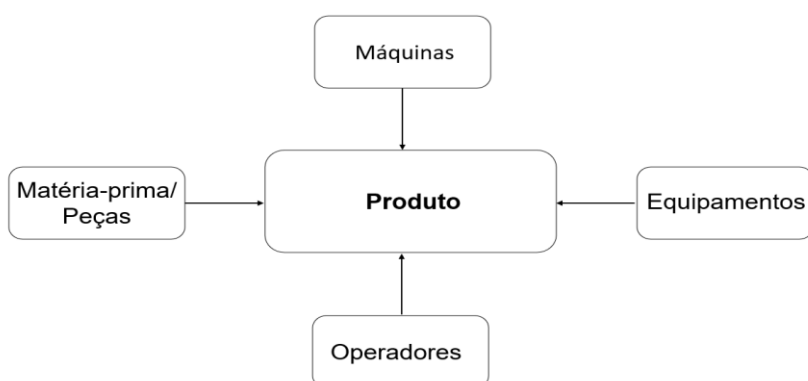 Máquinas
Matéria-prima/
Peças
Produto
Equipamentos
Operadores